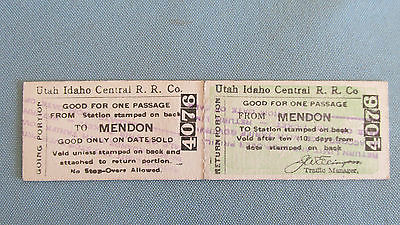 GOING PORTION
Utah Idaho Central R. R. Co.
GOOD FOR ONE PASSAGE
FROM Station stamped on back
TO MENDON
GOOD ONLY ON DATE SOLD
Void unless stamped on back and
attached to return portion.
No Stop-Overs Allowed.
4076
RETURN PORTION
Utah Idaho Central R. R. Co.
GOOD FOR ONE PASSAGE
FROM MENDON
TO Station stamped on back
Void after ten (10) days from
date stamped on back
Traffic Manager.
4076